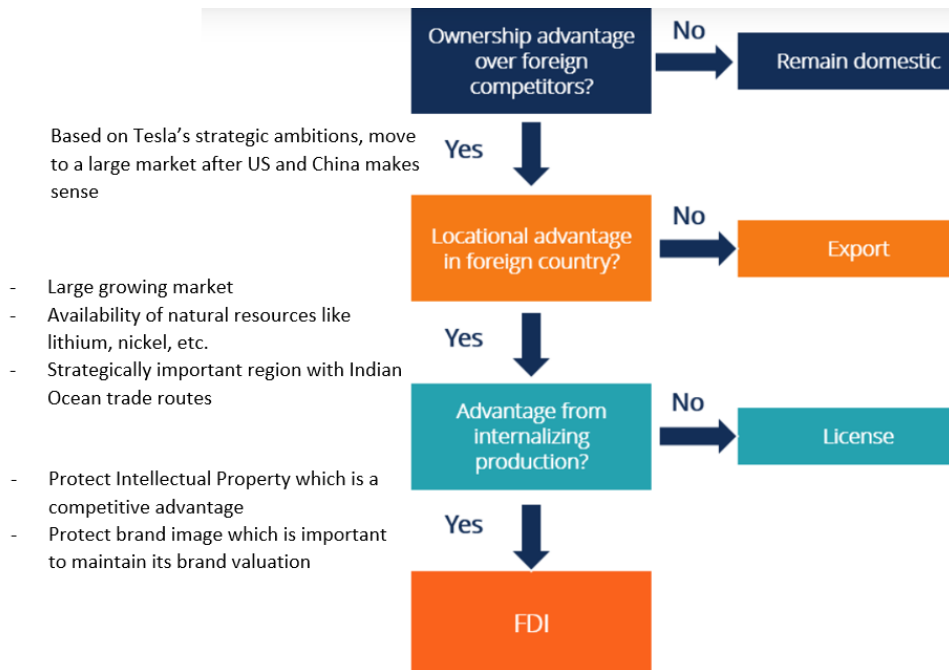 Ownership advantage
over foreign
competitors?
No
Remain domestic
Based on Tesla’s strategic ambitions, move
to a large market after US and China makes
sense
Yes
Locational advantage
in foreign country?
No
Export
- Large growing market
- Availability of natural resources like
lithium, nickel, etc.
- Strategically important region with Indian
Ocean trade routes
Yes
Advantage from
internalizing
production?
No
License
- Protect Intellectual Property which is a
competitive advantage
- Protect brand image which is important
to maintain its brand valuation
Yes
FDI